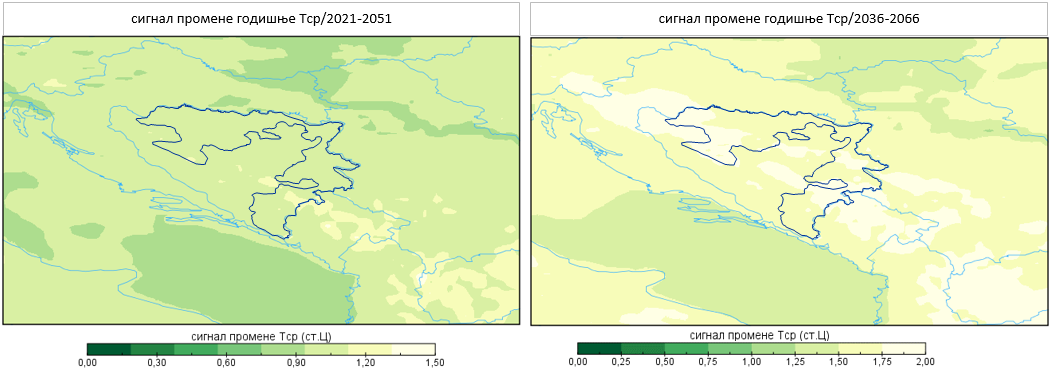 сигнал промене годишње Тср/2021-2051
сигнал промене годишње Тср/2036-2066
сигнал промене Тср (ст.Ц)
0,00 0,30 0,60 0,90 1,20 1,50
сигнал промене Тср (ст.Ц)
0,00 0,25 0,50 0,75 1,00 1,25 1,50 1,75 2,00